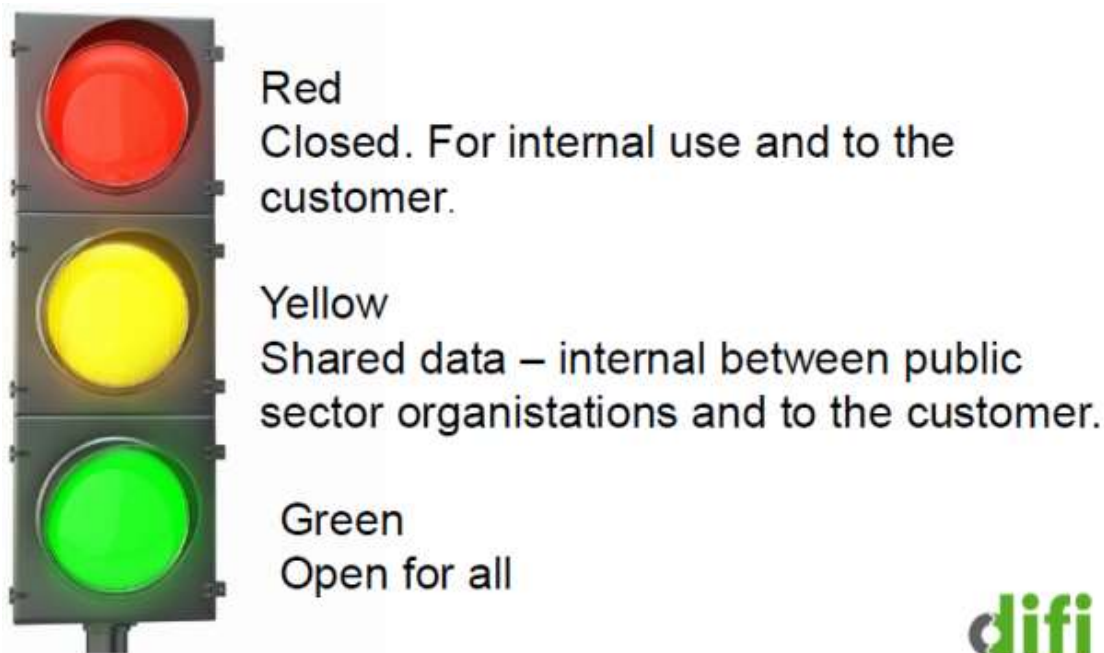 Red
Closed. For internal use and to the
customer.
Yellow
Shared data – internal between public
sector organistations and to the customer.
Green
Open for all
difi